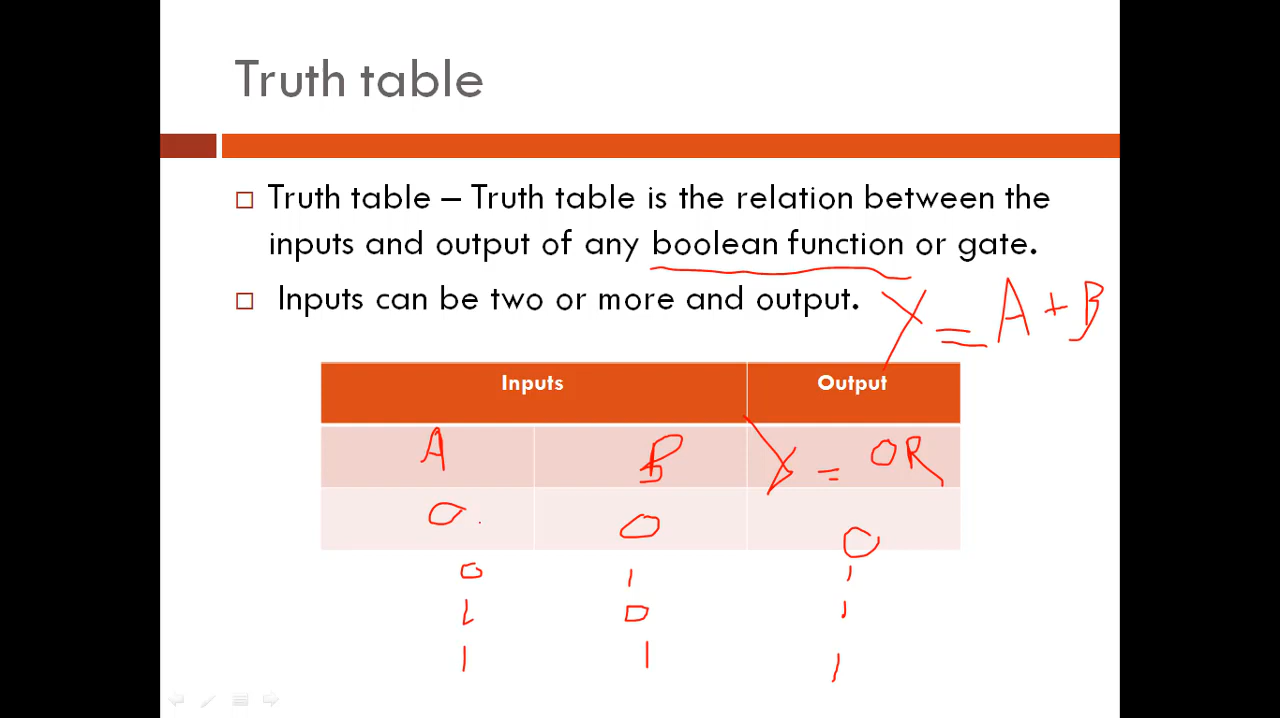 Truth table
Truth table – Truth table is the relation between the
inputs and output of any boolean function or gate.
Inputs can be two or more and output.
Y = A + B
Inputs Output
A B Y = OR
0 0 0
0 1 1
1 0 1
1 1 1